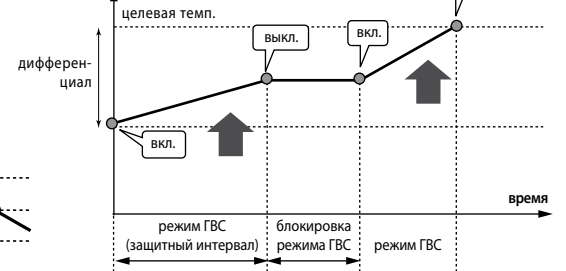 целевая темп.
выкл.
вкл.
дифферен-
циал
вкл.
время
режим ГВС
(защитный интервал)
блокировка
режима ГВС
режим ГВС